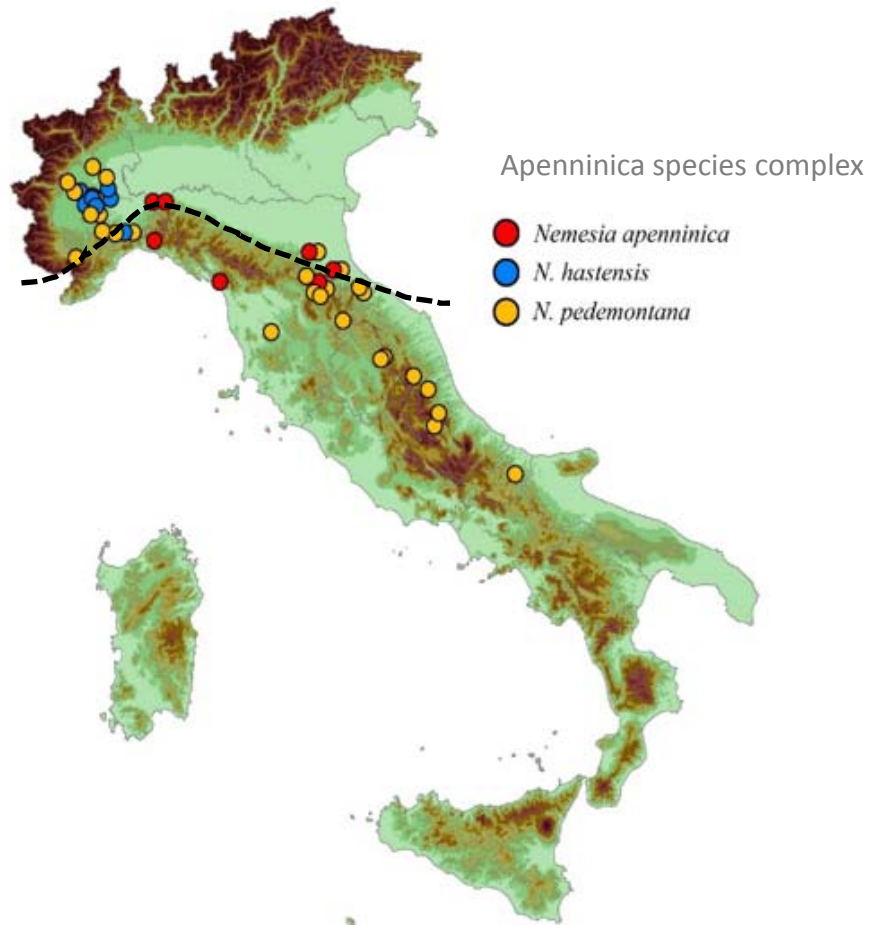 Apenninica species complex
Nemesia apenninica
N. hastensis
N. pedemontana